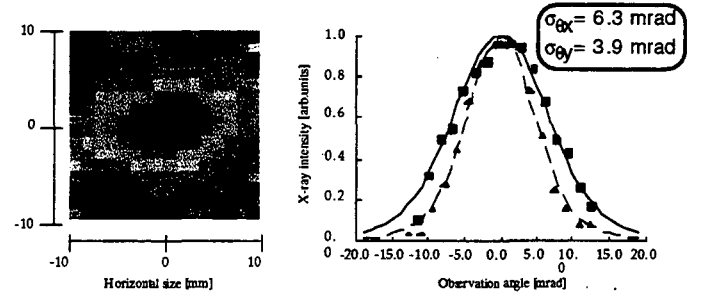 10
0
-10
-10
0
10
Horizontal size [mm]
σθx = 6.3 mrad
σθy = 3.9 mrad
X-ray intensity [arb.units]
1.0
0.8
0.6
0.4
0.2
0.
0
-20.0 -15.0 -10.0 -5.0 0. 5.0 10.0 15.0 20.0
0
Observation angle [mrad]